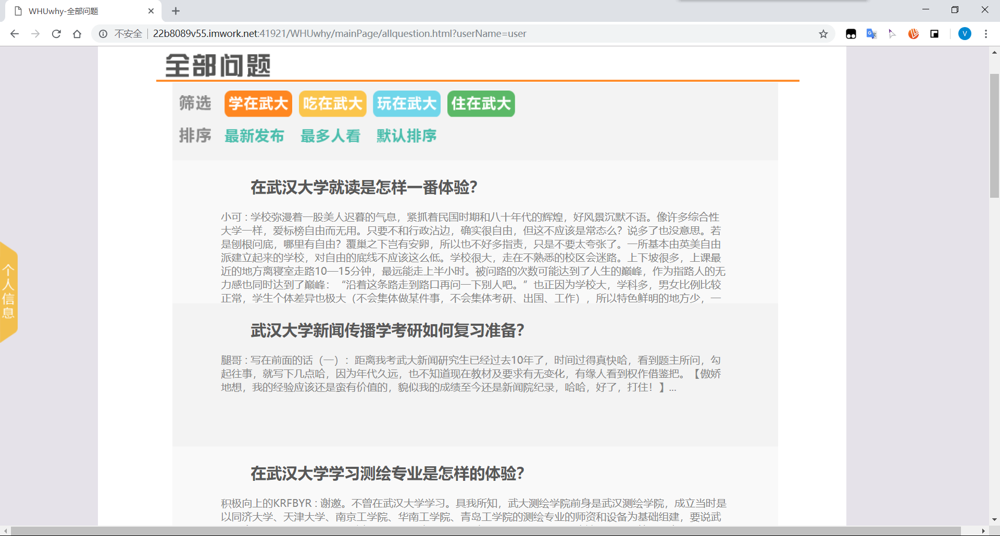 WHUwhy-全部问题
不安全 22b8089v55.imwork.net:41921/WHUwhy/mainPage/allquestion.html?userName=user
V
全部问题
筛选 学在武大 吃在武大 玩在武大 住在武大
排序 最新发布 最多人看 默认排序
在武汉大学就读是怎样一番体验？
小可 : 学校弥漫着一股美人迟暮的气息，紧抓着民国时期和八十年代的辉煌，好风景沉默不语。像许多综合性
大学一样，爱标榜自由而无用。只要不和行政沾边，确实很自由，但这不应该是常态么？说多了也没意思。若
是刨根问底，哪里有自由？覆巢之下岂有安卵，所以也不好多指责，只是不要太夸张了。一所基本由英美自由
派建立起来的学校，对自由的底线不应该这么低。学校很大，走在不熟悉的校区会迷路。上下坡很多，上课最
近的地方离寝室走路10—15分钟，最远能走上半小时。被问路的次数可能达到了人生的巅峰，作为指路人的无
力感也同时达到了巅峰：“沿着这条路走到路口再问一下别人吧。”也正因为学校大，学科多，男女比例比较
正常，学生个体差异也极大（不会集体做某件事，不会集体考研、出国、工作），所以特色鲜明的地方少，一
个人信息
武汉大学新闻传播学考研如何复习准备？
腿哥 : 写在前面的话（一）：距离我考武大新闻研究生已经过去10年了，时间过得真快哈，看到题主所问，勾
起往事，就写下几点哈，因为年代久远，也不知道现在教材及要求有无变化，有缘人看到权作借鉴把。【傲娇
地想，我的经验应该还是蛮有价值的，貌似我的成绩至今还是新闻院纪录，哈哈，好了，打住！】...
在武汉大学学习测绘专业是怎样的体验？
积极向上的KRFBYR : 谢邀。不曾在武汉大学学习。具我所知，武大测绘学院前身是武汉测绘学院，成立当时是
以同济大学、天津大学、南京工学院、华南工学院、青岛工学院的测绘专业的师资和设备为基础组建，要说武